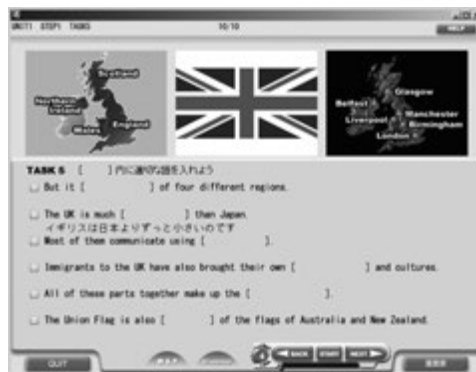 UNIT1 STEP1 TASK5 10/10
HELP
Scotland
Northern
Ireland
Wales England
Glasgow
Belfast
Manchester
Liverpool Birmingham
London
TASK 5 [ ] 内に適切な語を入れよう
But it [ ] of four different regions.
The UK is much [ ] than Japan.
イギリスは日本よりずっと小さいのです
Most of them communicate using [ ].
Immigrants to the UK have also brought their own [ ] and cultures.
All of these parts together make up the [ ].
The Union Flag is also [ ] of the flags of Australia and New Zealand.
QUIT
BACK START NEXT